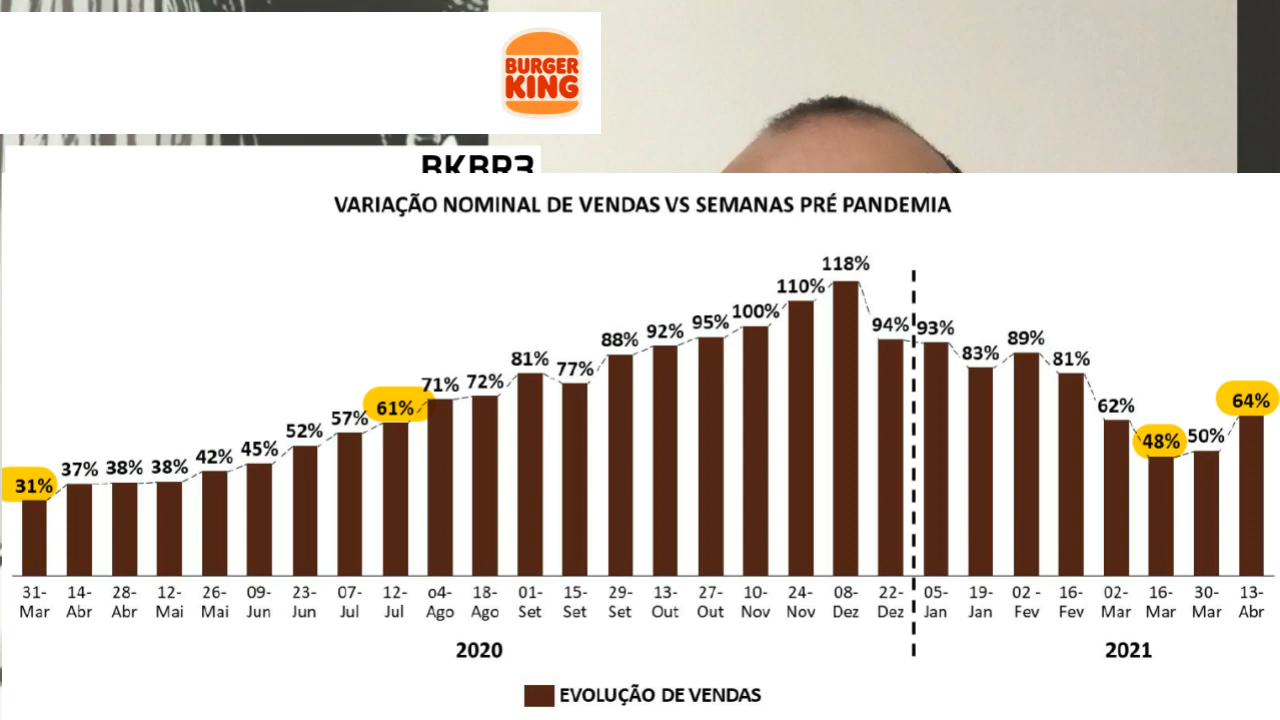 BURGER
KING
BKBR3
VARIAÇÃO NOMINAL DE VENDAS VS SEMANAS PRÉ PANDEMIA
31% 37% 38% 38% 42% 45% 52% 57% 61% 71% 72% 81% 77% 88% 92% 95% 100% 110% 118% 94% 93% 83% 89% 81% 62% 48% 50% 64%
31- 14- 28- 12- 26- 09- 23- 07- 12- 04- 18- 01- 15- 29- 13- 27- 10- 24- 08- 22- 05- 19- 02 - 16- 02- 16- 30- 13-
Mar Abr Abr Mai Mai Jun Jun Jul Jul Ago Ago Set Set Set Out Out Nov Nov Dez Dez Jan Jan Fev Fev Mar Mar Mar Abr
2020 2021
EVOLUÇÃO DE VENDAS